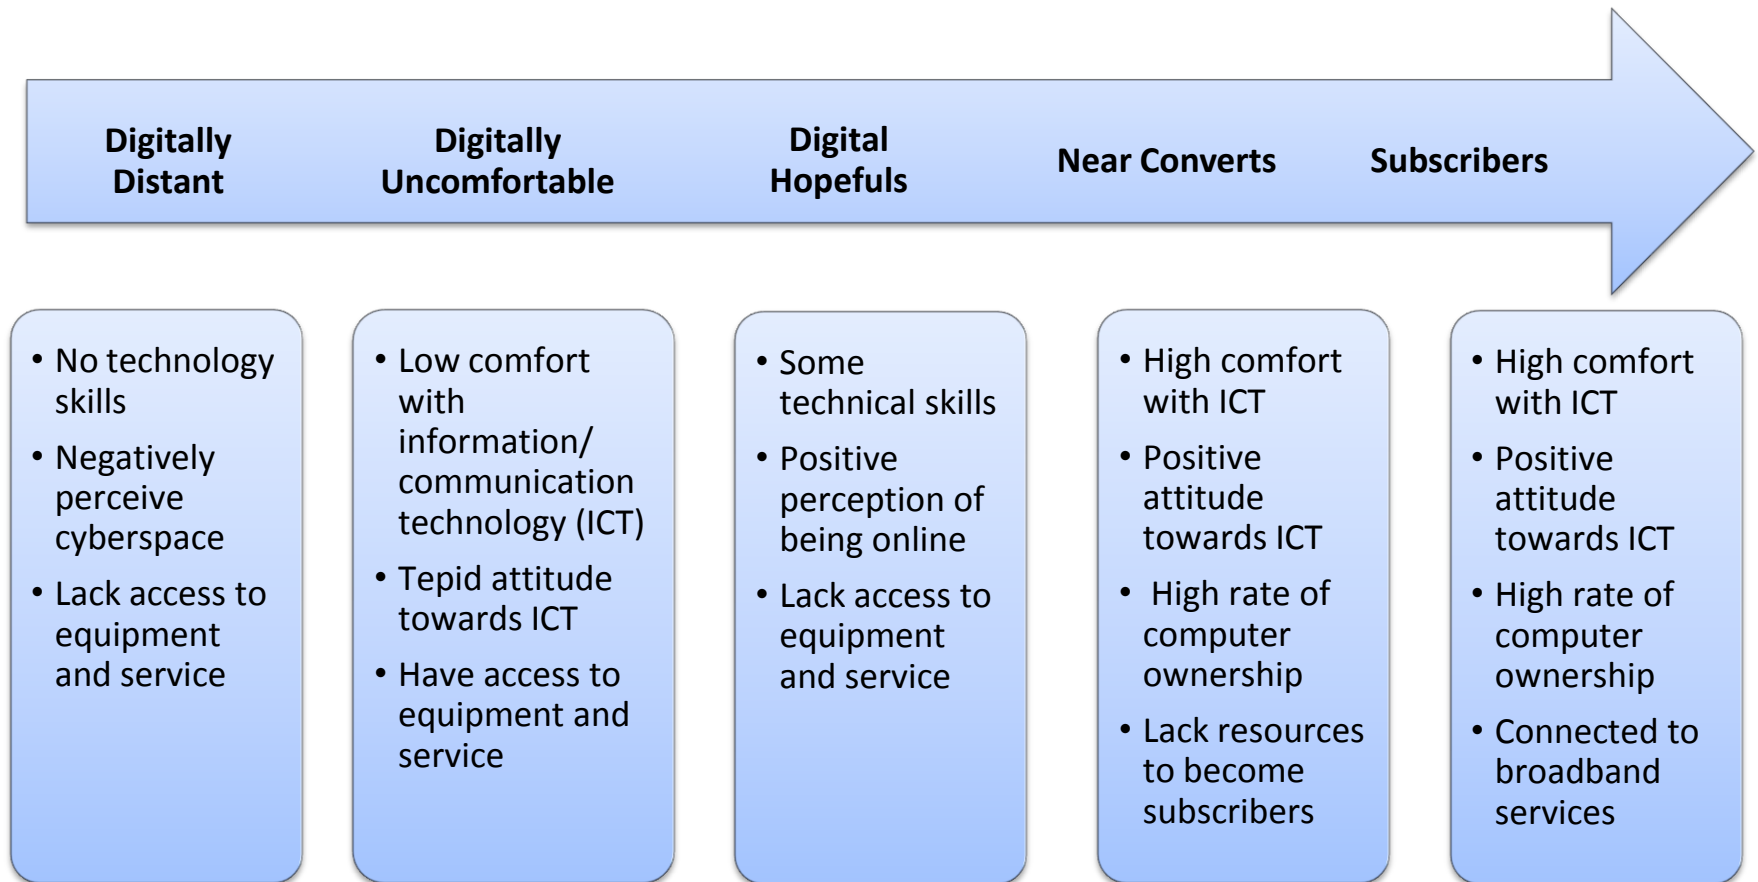 Digitally
Distant
Digitally
Uncomfortable
Digital
Hopefuls
Near Converts
Subscribers
• No technology
skills
• Negatively
perceive
cyberspace
• Lack access to
equipment
and service
• Low comfort
with
information/
communication
technology (ICT)
• Tepid attitude
towards ICT
• Have access to
equipment and
service
• Some
technical skills
• Positive
perception of
being online
• Lack access to
equipment
and service
• High comfort
with ICT
• Positive
attitude
towards ICT
• High rate of
computer
ownership
• Lack resources
to become
subscribers
• High comfort
with ICT
• Positive
attitude
towards ICT
• High rate of
computer
ownership
• Connected to
broadband
services